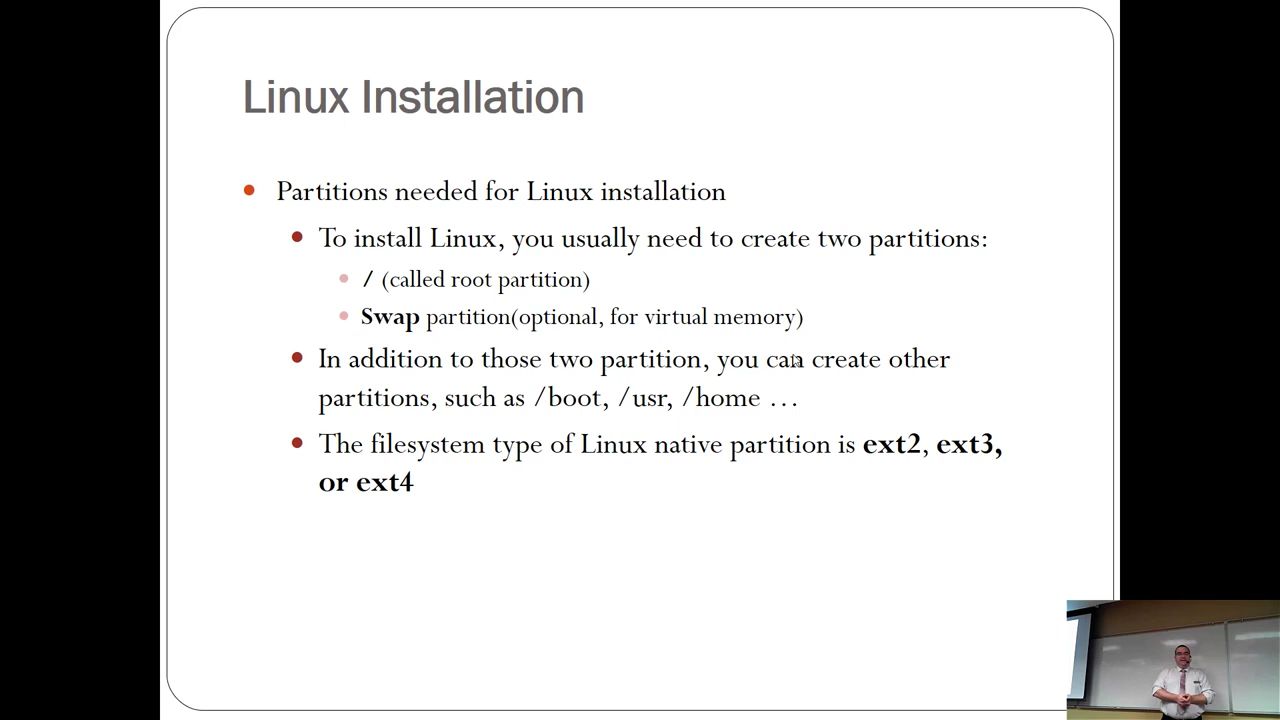 Linux Installation
Partitions needed for Linux installation
To install Linux, you usually need to create two partitions:
/ (called root partition)
Swap partition(optional, for virtual memory)
In addition to those two partition, you can create other
partitions, such as /boot, /usr, /home …
The filesystem type of Linux native partition is ext2, ext3,
or ext4